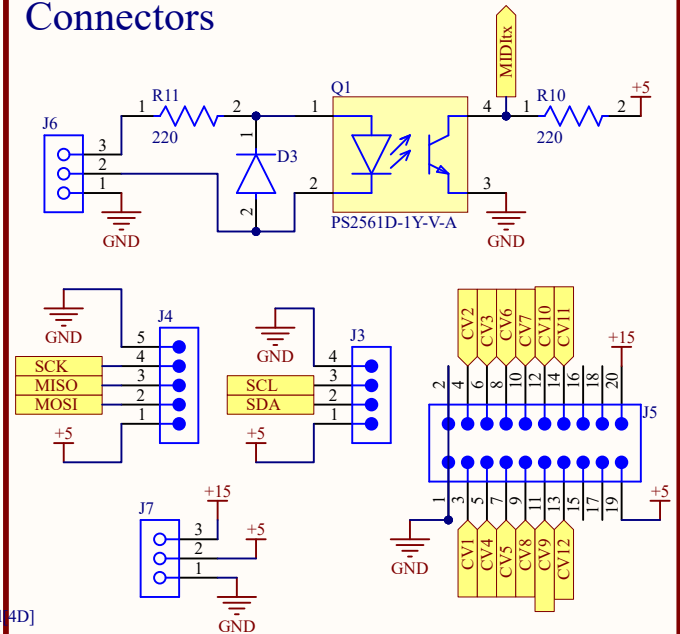 Connectors
MIDItx
Q1
R11
1 2
220
J6
3
2
1
GND
1
D3
2
1
2
4
3
PS2561D-1Y-V-A
GND
R10
1 2
220
+5
GND
J4
5
4
3
2
1
SCK
MISO
MOSI
+5
GND
J3
4
3
2
1
SCL
SDA
+5
CV2
CV3
CV6
CV7
CV10
CV11
+15
2 4 6 8 10 12 14 16 18 20
J5
1 3 5 7 9 11 13 15 17 19
+5
GND
CV1
CV4
CV5
CV8
CV9
CV12
J7
+15
3
2
1
+5
GND
4D]